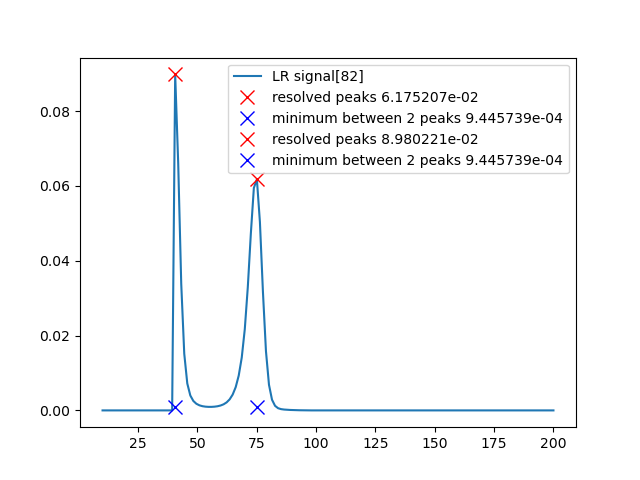 LR signal[82]
resolved peaks 6.175207e-02
minimum between 2 peaks 9.445739e-04
resolved peaks 8.980221e-02
minimum between 2 peaks 9.445739e-04
0.08
0.06
0.04
0.02
0.00
25 50 75 100 125 150 175 200